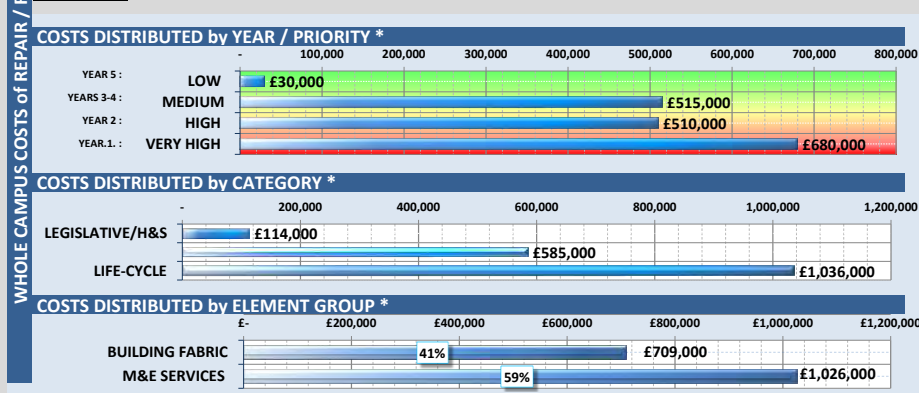 WHOLE CAMPUS COSTS of REPAIR /
COSTS DISTRIBUTED by YEAR / PRIORITY *
- 100,000 200,000 300,000 400,000 500,000 600,000 700,000 800,000
YEAR 5 : LOW £30,000
YEARS 3-4 : MEDIUM £515,000
YEAR 2 : HIGH £510,000
YEAR.1. : VERY HIGH £680,000
COSTS DISTRIBUTED by CATEGORY *
- 200,000 400,000 600,000 800,000 1,000,000 1,200,000
LEGISLATIVE/H&S £114,000
£585,000
LIFE-CYCLE £1,036,000
COSTS DISTRIBUTED by ELEMENT GROUP *
£- £200,000 £400,000 £600,000 £800,000 £1,000,000 £1,200,000
BUILDING FABRIC 41% £709,000
M&E SERVICES 59% £1,026,000